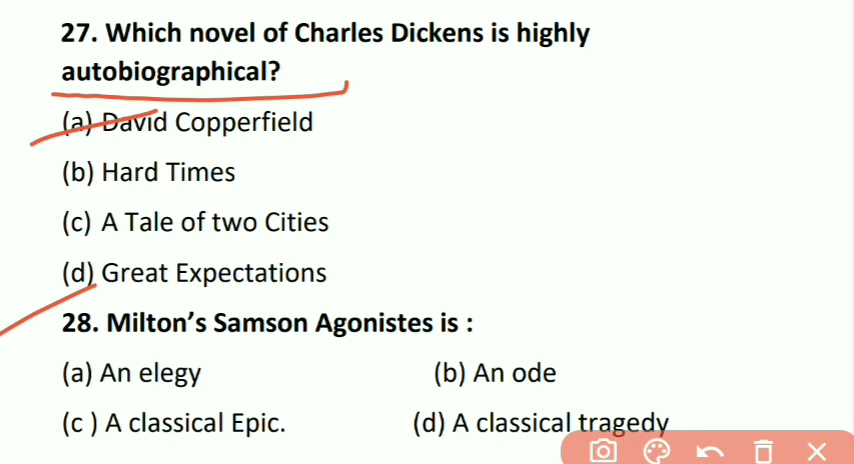 27. Which novel of Charles Dickens is highly
autobiographical?
(a) David Copperfield
(b) Hard Times
(c) A Tale of two Cities
(d) Great Expectations
28. Milton’s Samson Agonistes is :
(a) An elegy (b) An ode
(c ) A classical Epic. (d) A classical tragedy